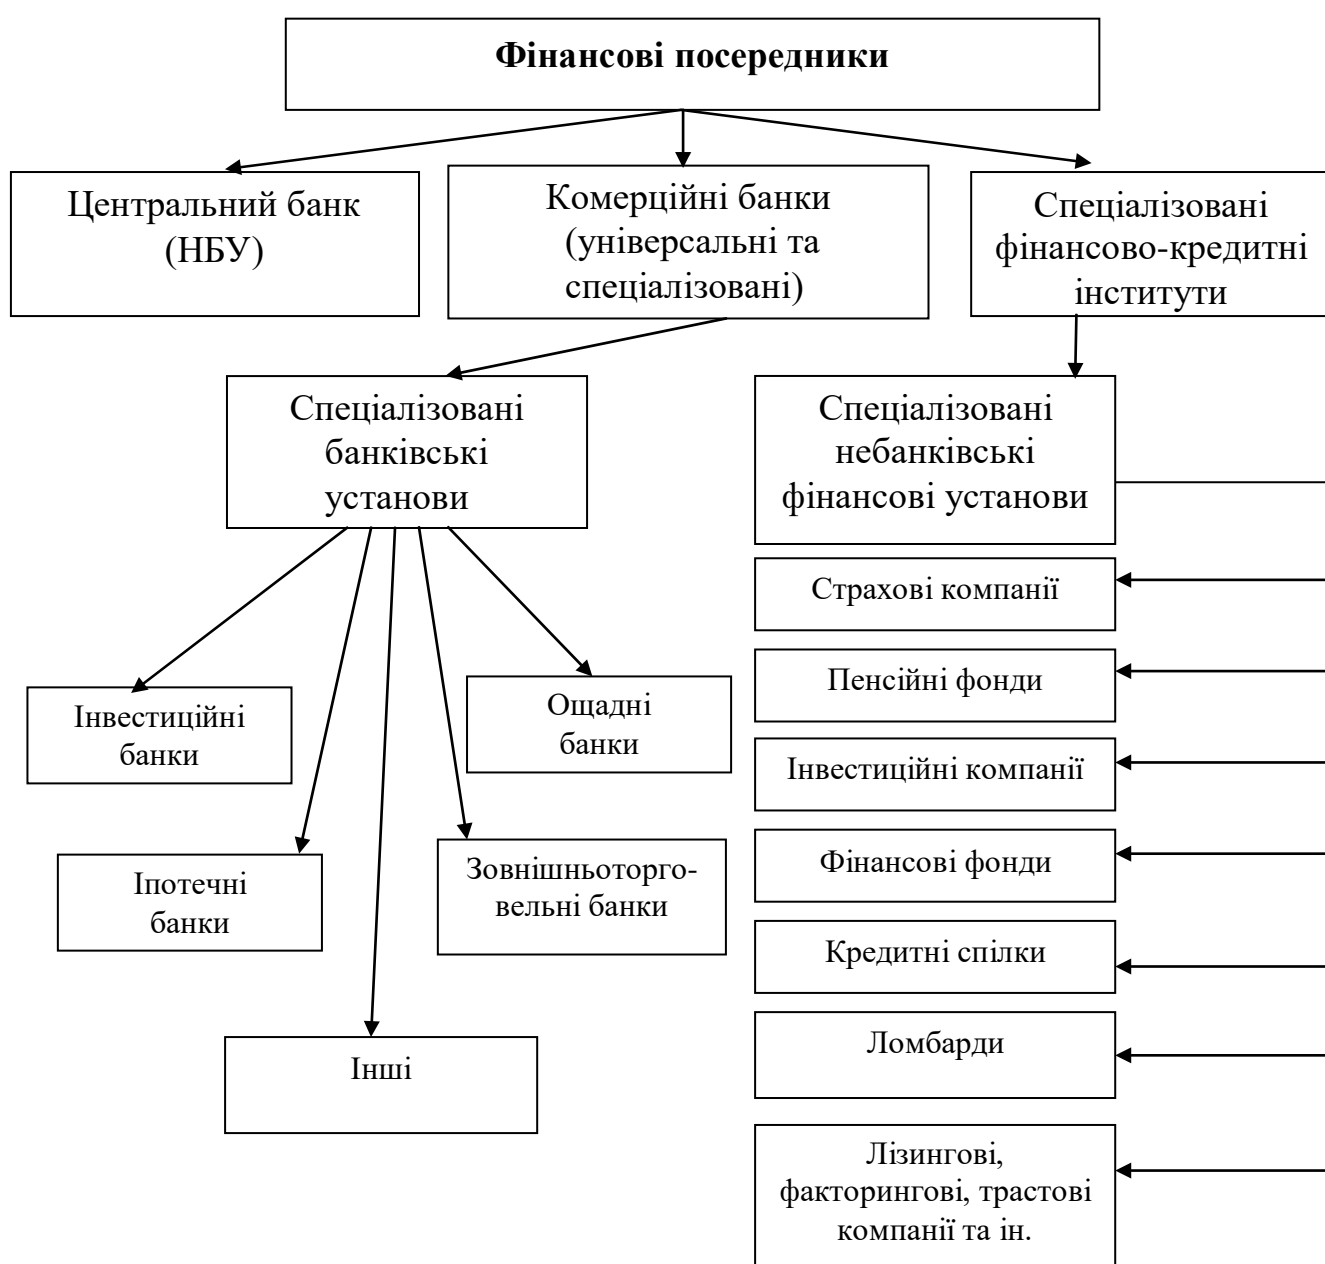 Фінансові посередники
Центральний банк
(НБУ)
Комерційні банки
(універсальні та
спеціалізовані)
Спеціалізовані
фінансово-кредитні
інститути
Спеціалізовані
банківські
установи
Спеціалізовані
небанківські
фінансові установи
Страхові компанії
Пенсійні фонди
Інвестиційні
банки
Ощадні
банки
Інвестиційні компанії
Фінансові фонди
Іпотечні
банки
Зовнішньоторго-
вельні банки
Кредитні спілки
Ломбарди
Інші
Лізингові,
факторингові, трастові
компанії та ін.